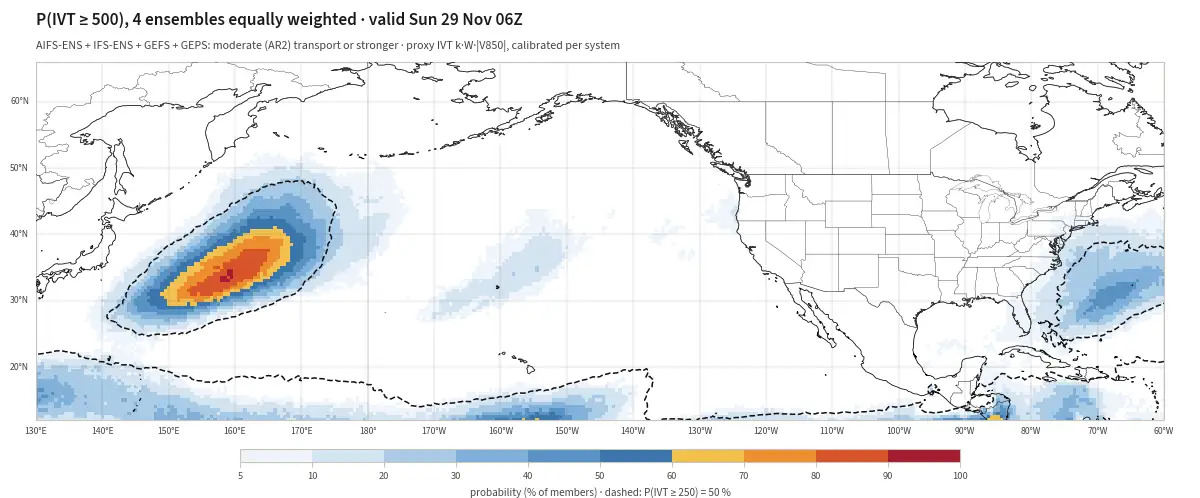 P(IVT ≥ 500), 4 ensembles equally weighted · valid Sun 29 Nov 06Z
AIFS-ENS + IFS-ENS + GEFS + GEPS: moderate (AR2) transport or stronger · proxy IVT k·W·|V850|, calibrated per system
60°N
50°N
40°N
30°N
20°N
130°E 140°E 150°E 160°E 170°E 180° 170°W 160°W 150°W 140°W 130°W 120°W 110°W 100°W 90°W 80°W 70°W 60°W
5 10 20 30 40 50 60 70 80 90 100
probability (% of members) · dashed: P(IVT ≥ 250) = 50 %